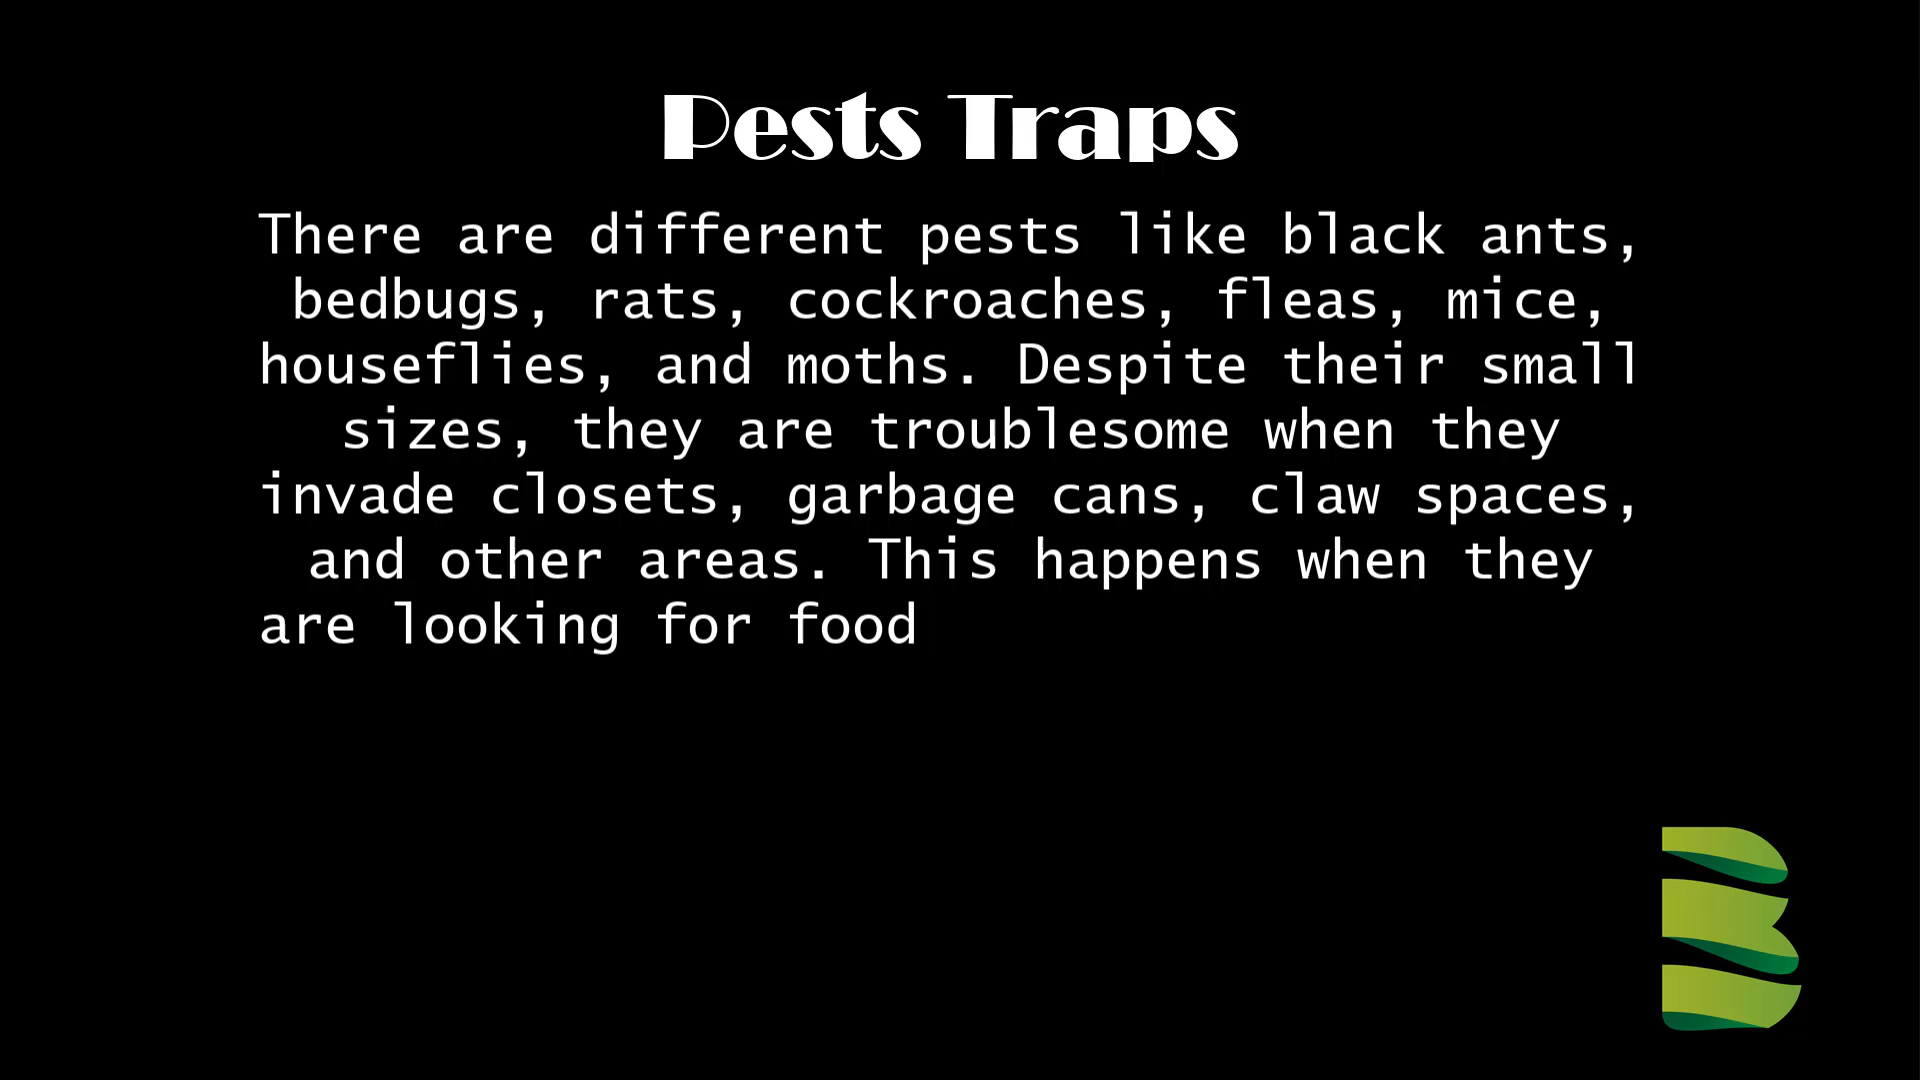 Pests Traps
There are different pests like black ants,
bedbugs, rats, cockroaches, fleas, mice,
houseflies, and moths. Despite their small
sizes, they are troublesome when they
invade closets, garbage cans, claw spaces,
and other areas. This happens when they
are looking for food
B